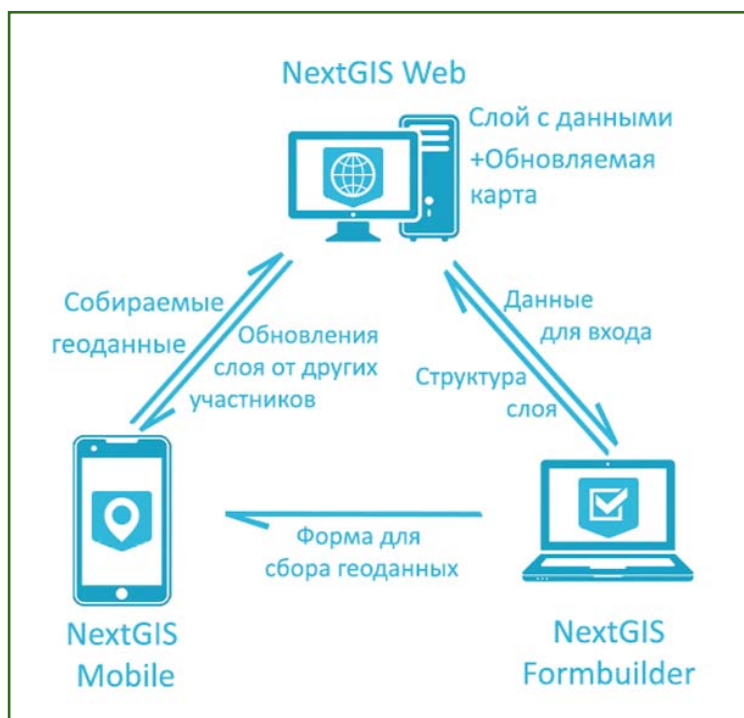 NextGIS Web
Слой с данными
+Обновляемая
карта
Собираемые
геоданные
Обновления
слоя от других
участников
Данные
для входа
Структура
слоя
Форма для
сбора геоданных
NextGIS
Mobile
NextGIS
Formbuilder